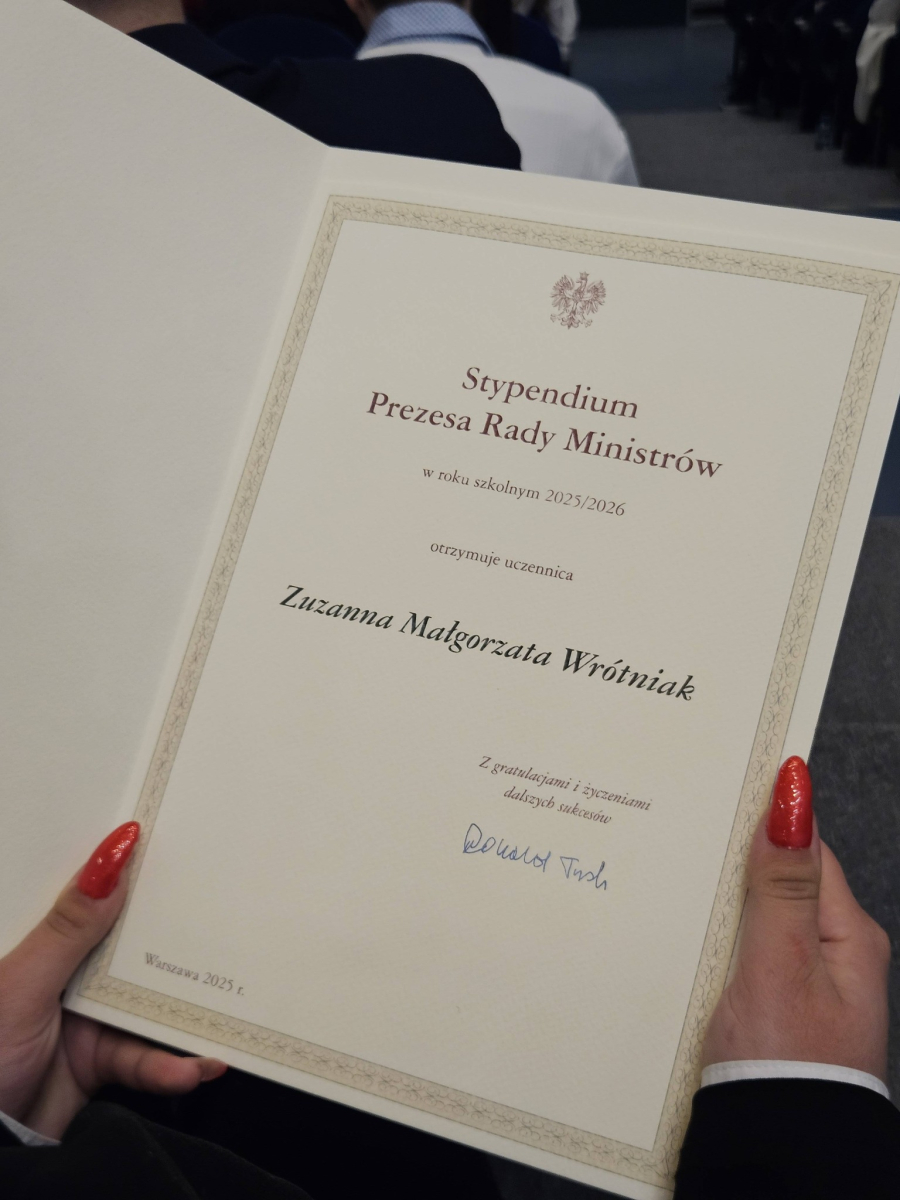 Stypendium
Prezesa Rady Ministrów
w roku szkolnym 2025/2026
otrzymuje uczennica
Zuzanna Małgorzata Wrótniak
Z gratulacjami i życzeniami
dalszych sukcesów
Donald Tusk
Warszawa 2025 r.